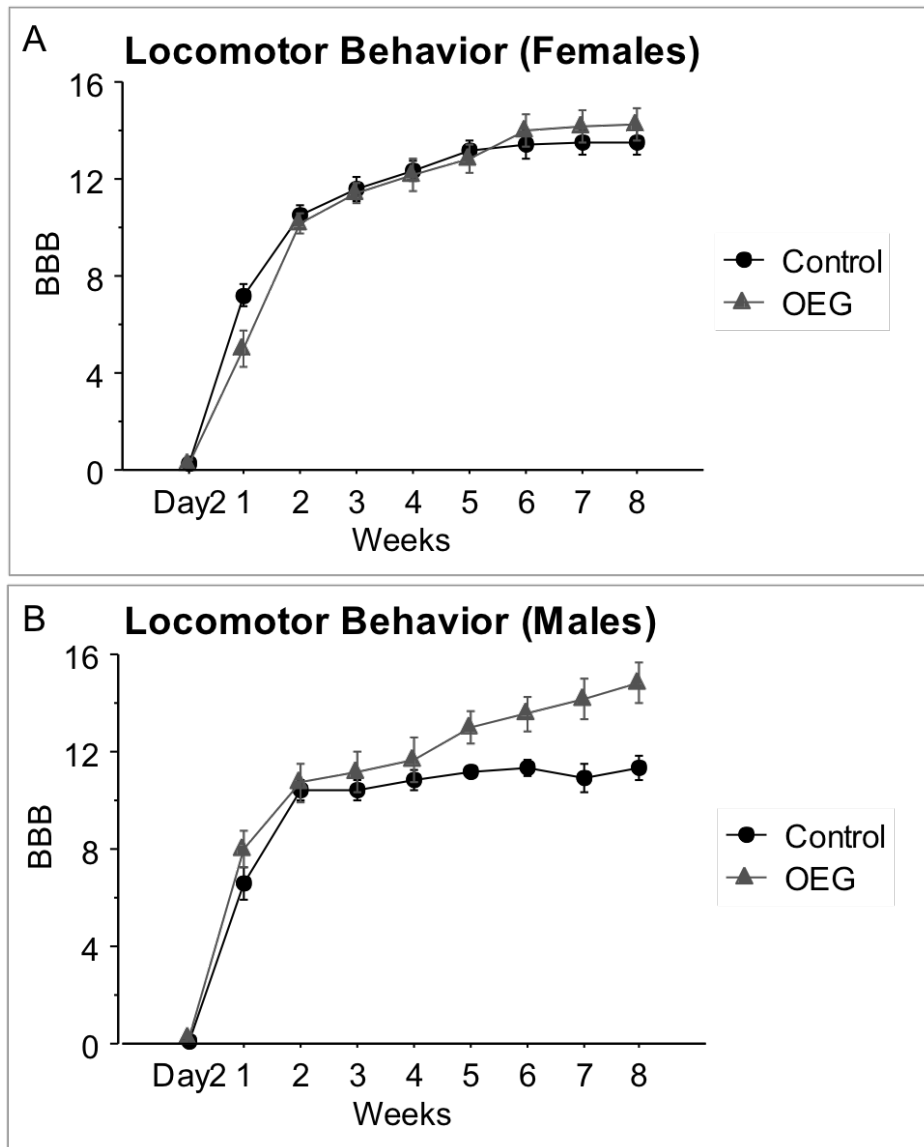 A
Locomotor Behavior (Females)
16
12
8
4
0
BBB
Day2 1 2 3 4 5 6 7 8
Weeks
Control
OEG
B
Locomotor Behavior (Males)
16
12
8
4
0
BBB
Day2 1 2 3 4 5 6 7 8
Weeks
Control
OEG